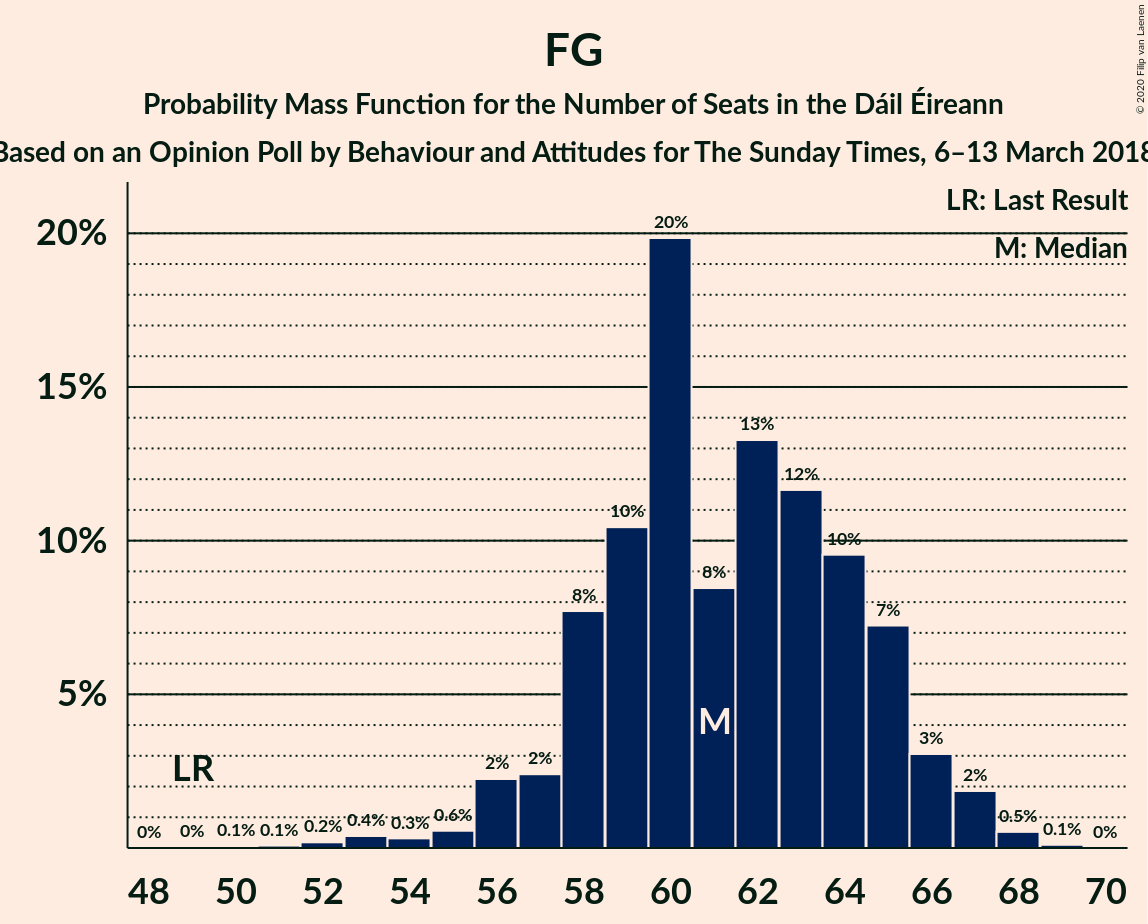 FG
Probability Mass Function for the Number of Seats in the Dáil Éireann
Based on an Opinion Poll by Behaviour and Attitudes for The Sunday Times, 6–13 March 2018
© 2020 Filip van Laenen
LR: Last Result
M: Median
20%
15%
10%
5%
0% 0% 0.1% 0.1% 0.2% 0.4% 0.3% 0.6% 2% 2% 8% 10% 20% 8% 13% 12% 10% 7% 3% 2% 0.5% 0.1% 0%
LR
M
48 50 52 54 56 58 60 62 64 66 68 70